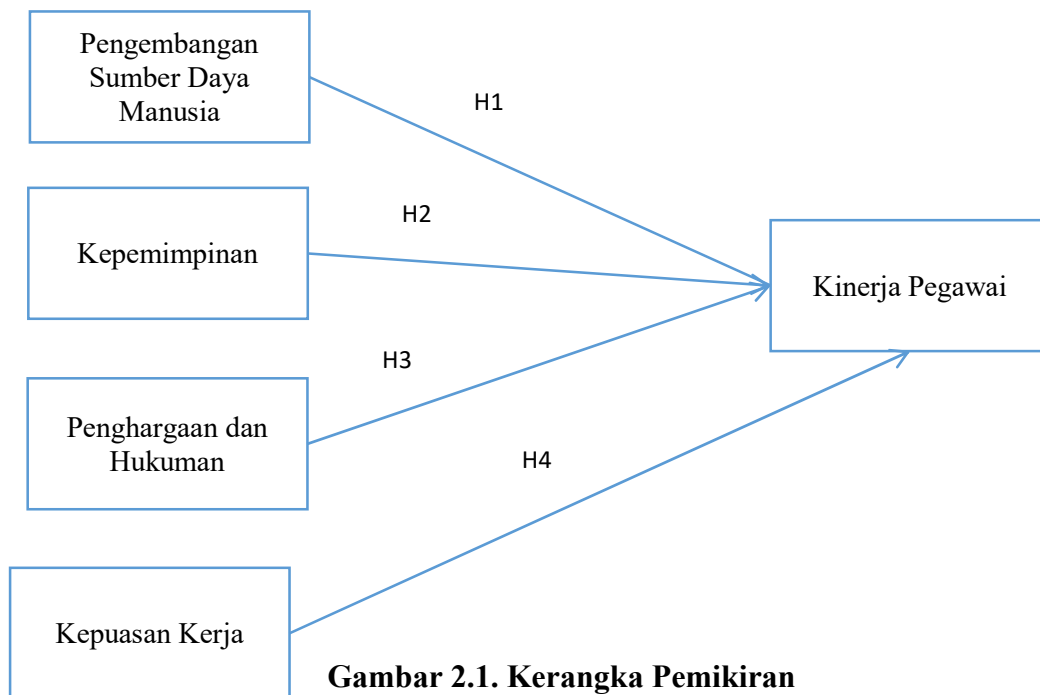 Pengembangan
Sumber Daya
Manusia
H1
Kepemimpinan
H2
Kinerja Pegawai
Penghargaan dan
Hukuman
H3
H4
Kepuasan Kerja
Gambar 2.1. Kerangka Pemikiran